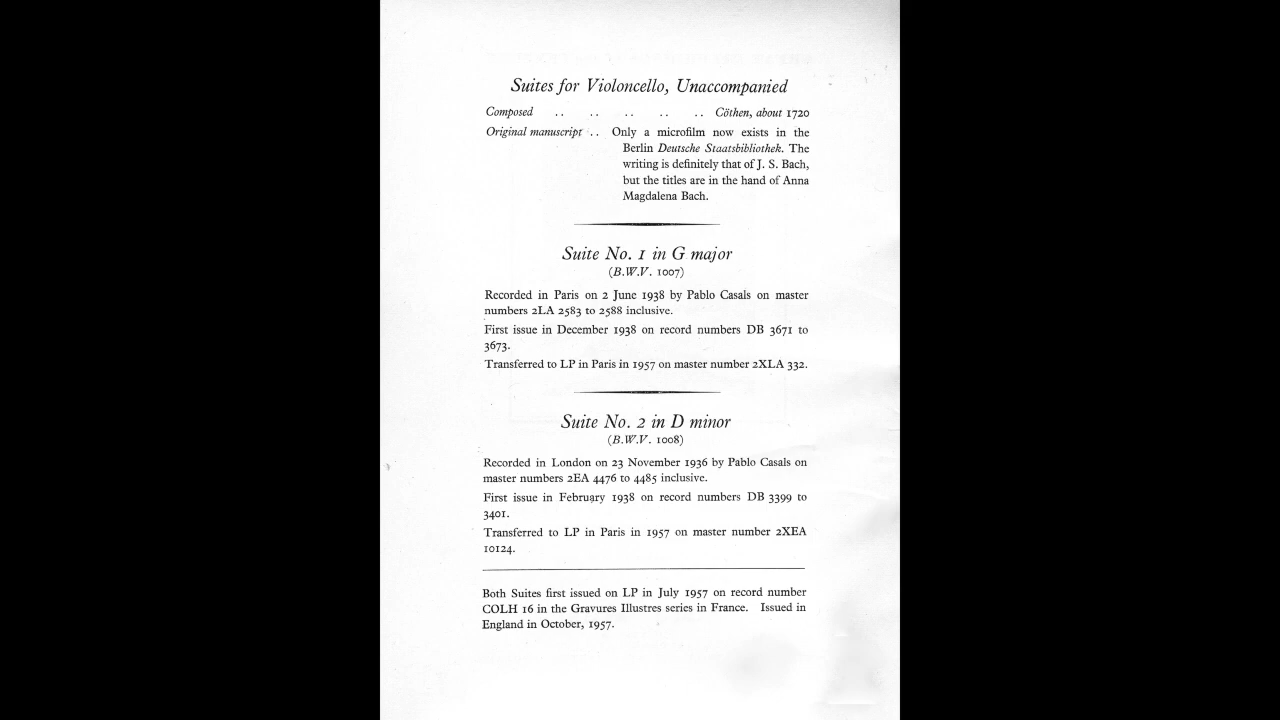 Suites for Violoncello, Unaccompanied
Composed .. .. .. .. .. Cöthen, about 1720
Original manuscript .. Only a microfilm now exists in the
Berlin Deutsche Staatsbibliothek. The
writing is definitely that of J. S. Bach,
but the titles are in the hand of Anna
Magdalena Bach.
Suite No. 1 in G major
(B.W.V. 1007)
Recorded in Paris on 2 June 1938 by Pablo Casals on master
numbers 2LA 2583 to 2588 inclusive.
First issue in December 1938 on record numbers DB 3671 to
3673.
Transferred to LP in Paris in 1957 on master number 2XLA 332.
Suite No. 2 in D minor
(B.W.V. 1008)
Recorded in London on 23 November 1936 by Pablo Casals on
master numbers 2EA 4476 to 4485 inclusive.
First issue in February 1938 on record numbers DB 3399 to
3401.
Transferred to LP in Paris in 1957 on master number 2XEA
10124.
Both Suites first issued on LP in July 1957 on record number
COLH 16 in the Gravures Illustres series in France. Issued in
England in October, 1957.